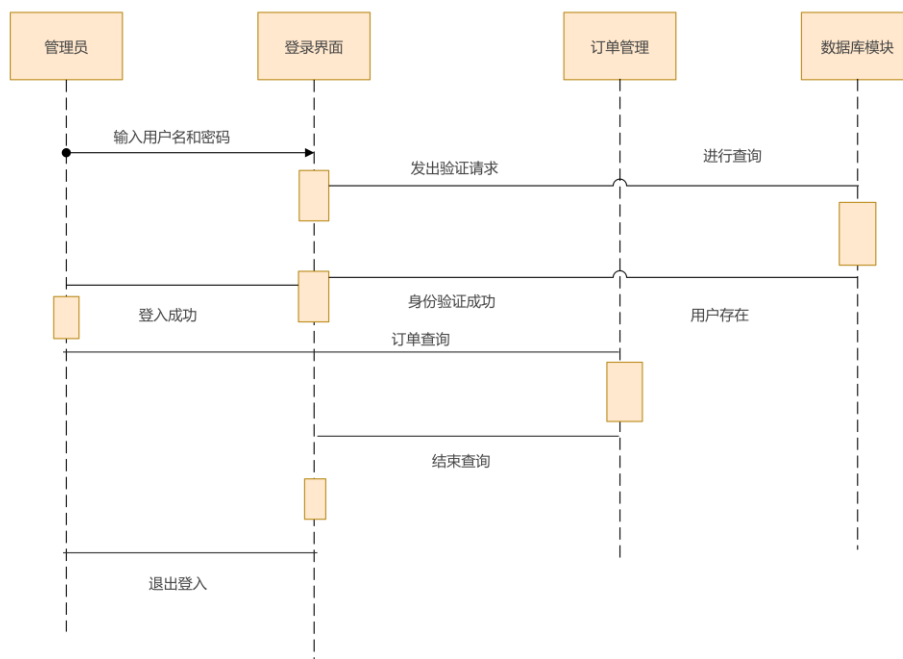 管理员
登录界面
订单管理
数据库模块
输入用户名和密码
发出验证请求
进行查询
登入成功
身份验证成功
用户存在
订单查询
结束查询
退出登入